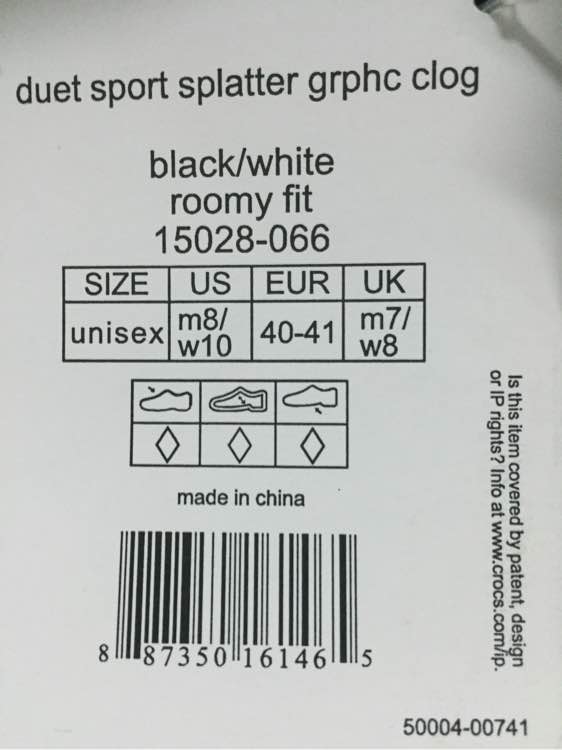 duet sport splatter grphc clog
black/white
roomy fit
15028-066
SIZE US EUR UK
unisex m8/ w10 40-41 m7/ w8
made in china
8 87350 16146 5
Is this item covered by patent, design
or IP rights? Info at www.crocs.com/ip.
50004-00741